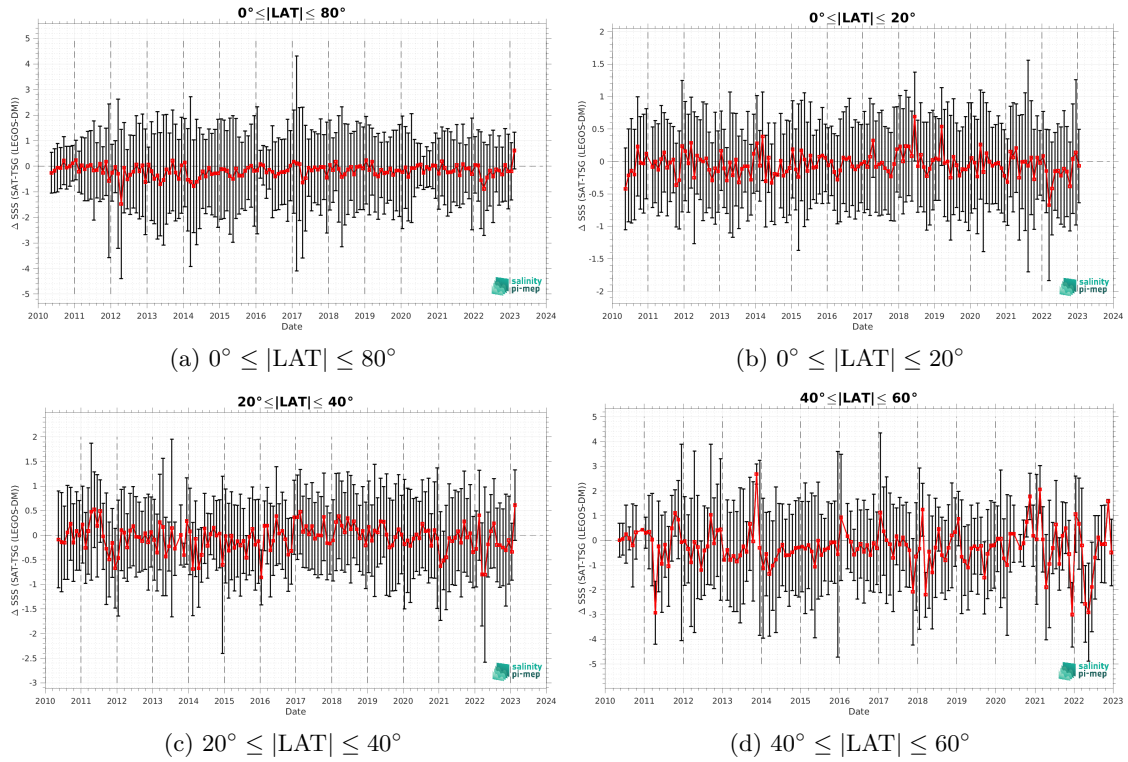 0°≤|LAT|≤ 80°
Δ SSS (SAT-TSG (LEGOS-DM))
5
4
3
2
1
0
-1
-2
-3
-4
-5
2010 2011 2012 2013 2014 2015 2016 2017 2018 2019 2020 2021 2022 2023 2024
Date
salinity
pi-mep
(a) 0° ≤ |LAT| ≤ 80°
0°≤|LAT|≤ 20°
Δ SSS (SAT-TSG (LEGOS-DM))
2
1.5
1
0.5
0
-0.5
-1
-1.5
-2
2010 2011 2012 2013 2014 2015 2016 2017 2018 2019 2020 2021 2022 2023 2024
Date
salinity
pi-mep
(b) 0° ≤ |LAT| ≤ 20°
20°≤|LAT|≤ 40°
Δ SSS (SAT-TSG (LEGOS-DM))
2
1.5
1
0.5
0
-0.5
-1
-1.5
-2
-2.5
-3
2010 2011 2012 2013 2014 2015 2016 2017 2018 2019 2020 2021 2022 2023 2024
Date
salinity
pi-mep
(c) 20° ≤ |LAT| ≤ 40°
40°≤|LAT|≤ 60°
Δ SSS (SAT-TSG (LEGOS-DM))
5
4
3
2
1
0
-1
-2
-3
-4
-5
2010 2011 2012 2013 2014 2015 2016 2017 2018 2019 2020 2021 2022 2023
Date
salinity
pi-mep
(d) 40° ≤ |LAT| ≤ 60°